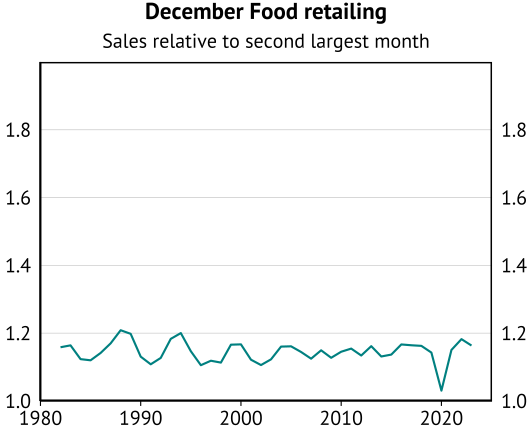 December Food retailing
Sales relative to second largest month
1.8 1.8
1.6 1.6
1.4 1.4
1.2 1.2
1.0 1.0
1980 1990 2000 2010 2020